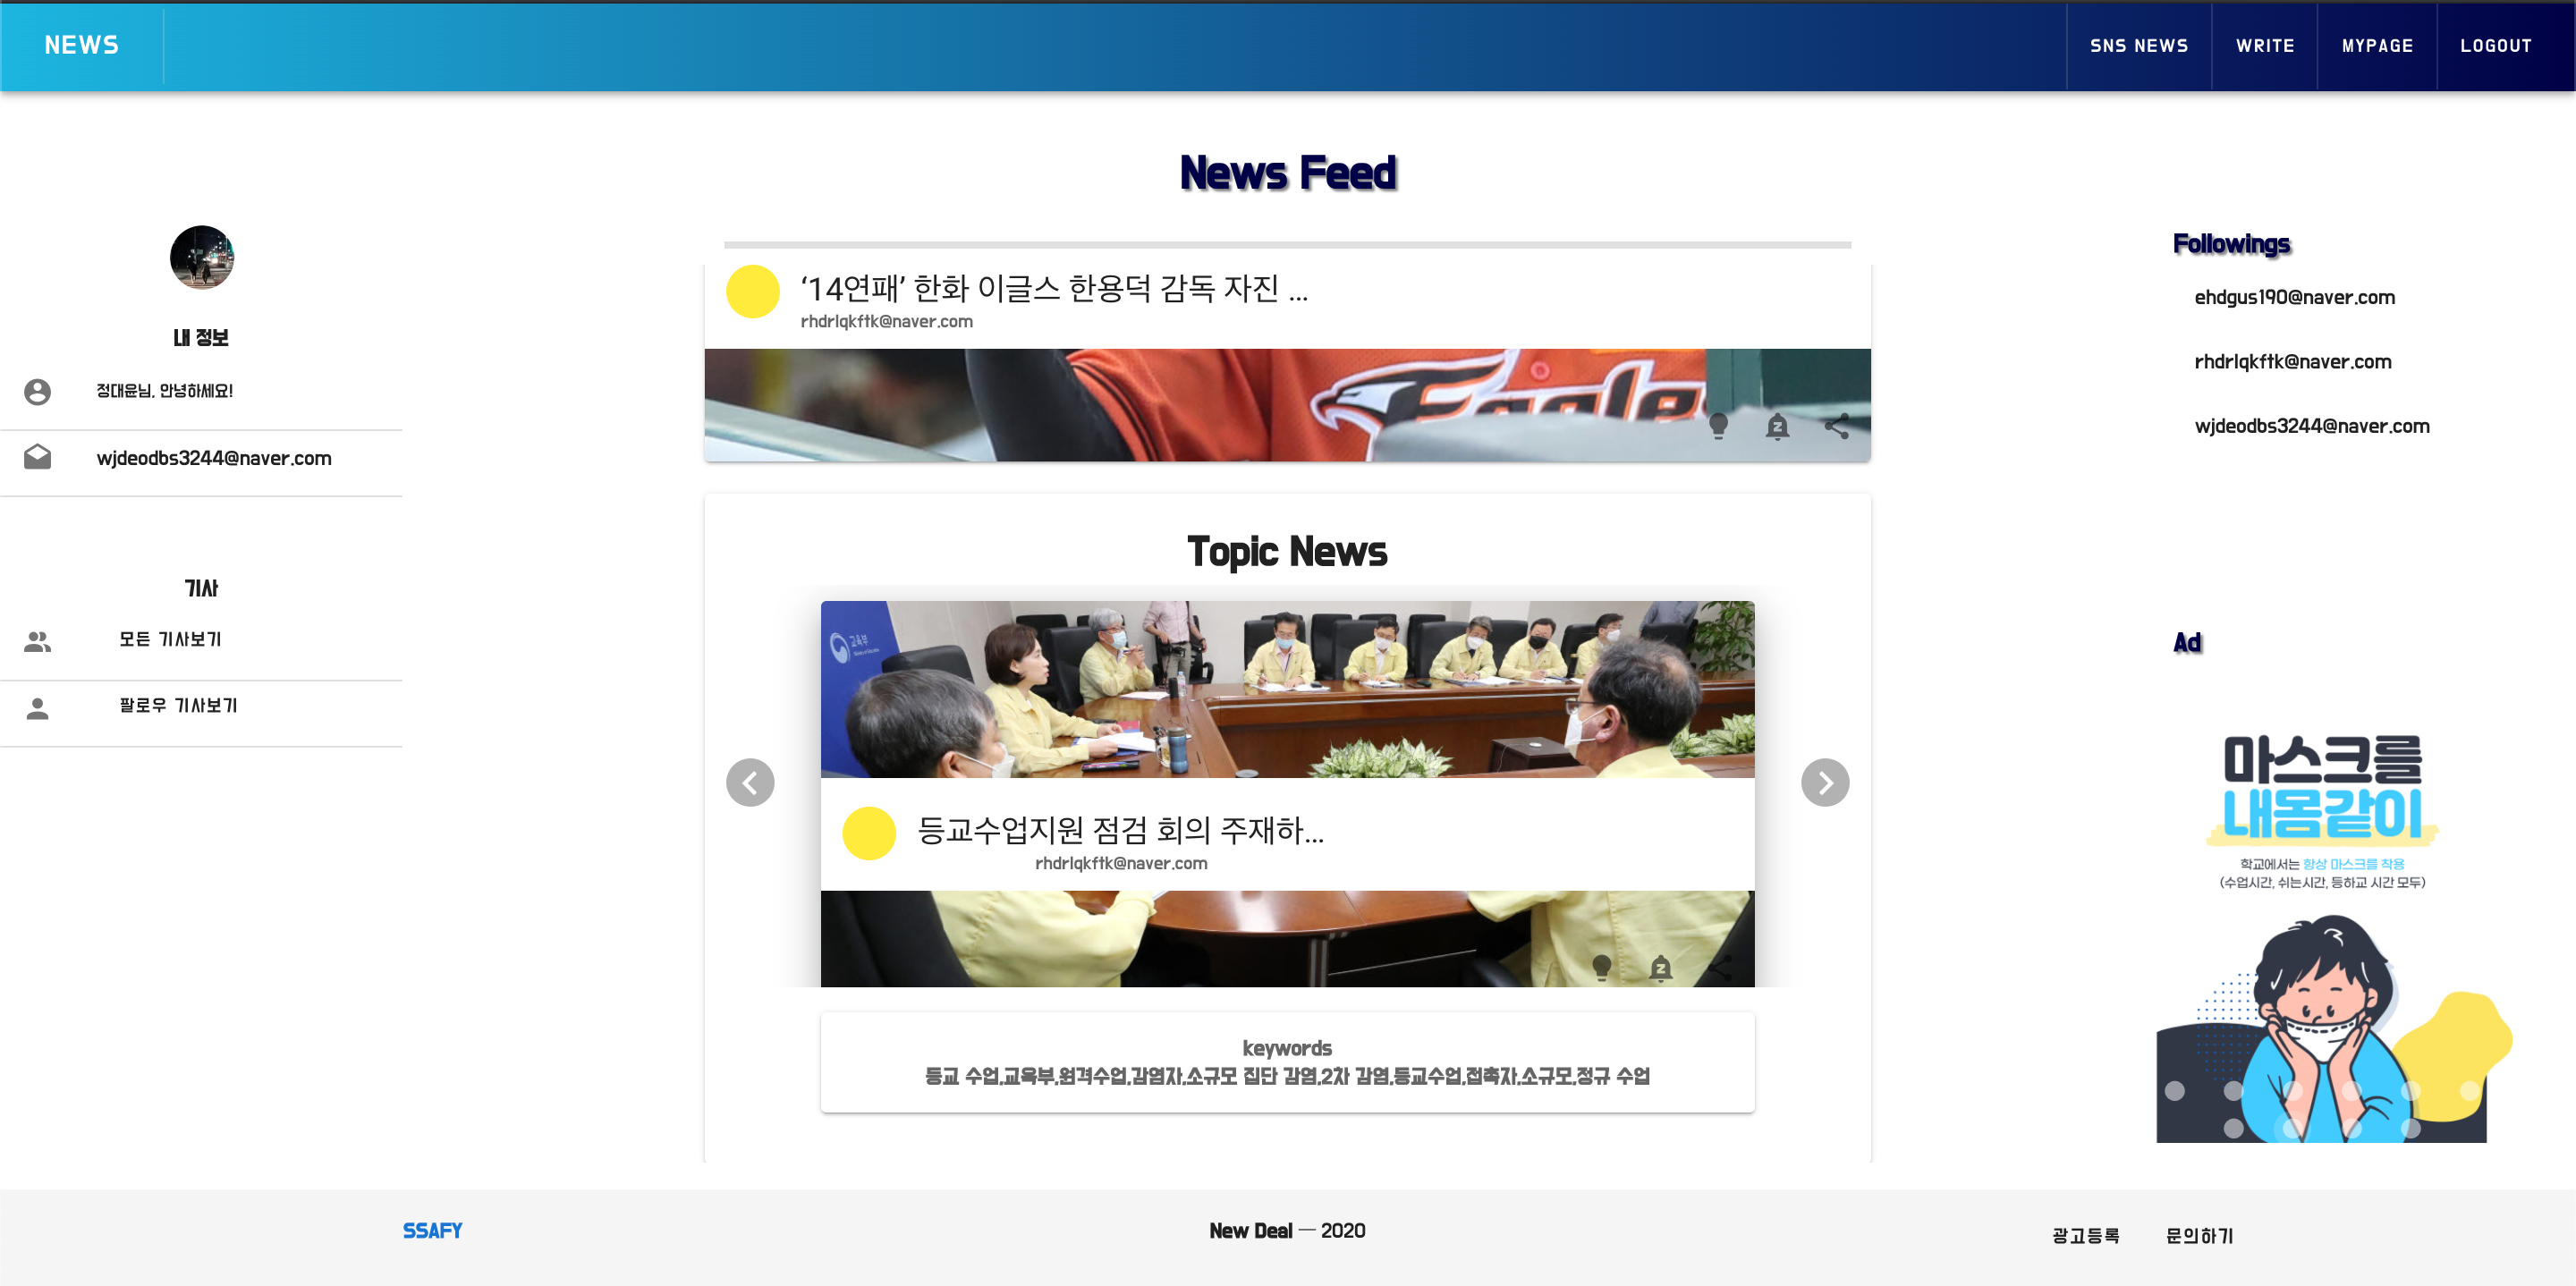 NEWS
SNS NEWS
WRITE
MYPAGE
LOGOUT
News Feed
내 정보
정대윤님, 안녕하세요!
wjdeodbs3244@naver.com
기사
모든 기사보기
팔로우 기사보기
‘14연패’ 한화 이글스 한용덕 감독 자진 ...
rhdrlqkftk@naver.com
Eagles
Topic News
교육부
등교수업지원 점검 회의 주재하...
rhdrlqkftk@naver.com
keywords
등교 수업,교육부,원격수업,감염자,소규모 집단 감염,2차 감염,등교수업,접촉자,소규모,정규 수업
Followings
ehdgus190@naver.com
rhdrlqkftk@naver.com
wjdeodbs3244@naver.com
Ad
마스크를
내몸같이
학교에서는 항상 마스크를 착용
(수업시간, 쉬는시간, 등하교 시간 모두)
SSAFY
New Deal — 2020
광고등록
문의하기